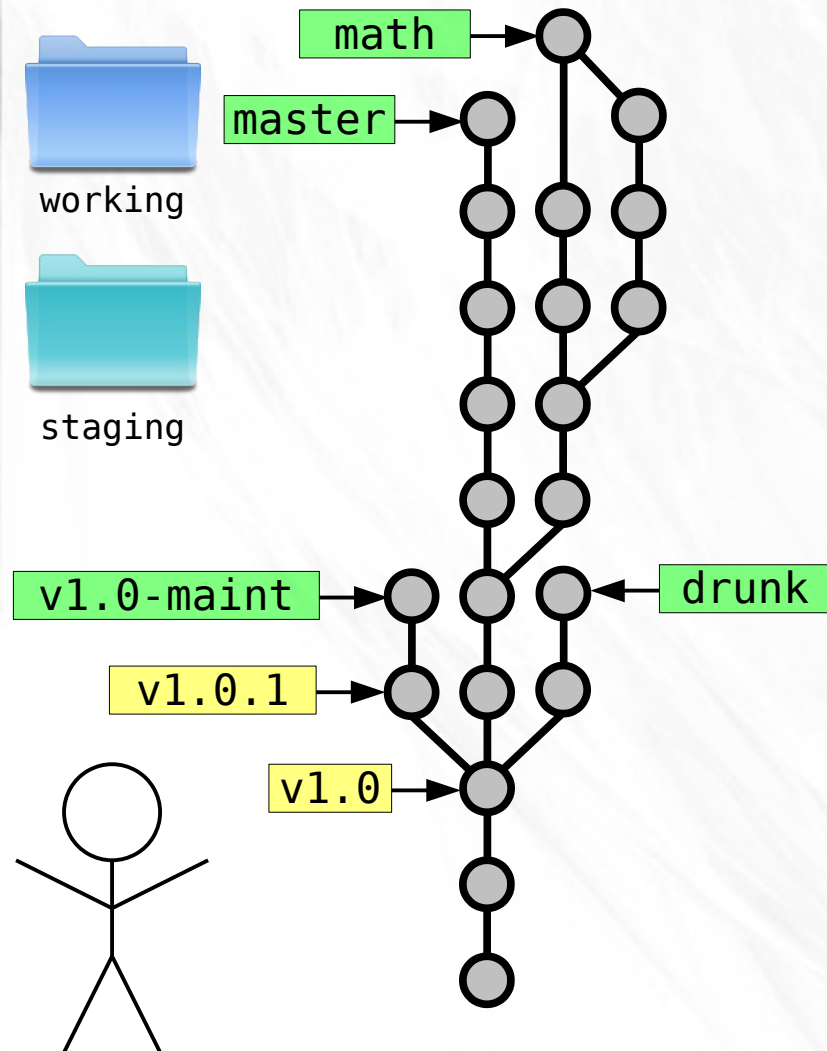 math
master
working
staging
v1.0-maint
drunk
v1.0.1
v1.0